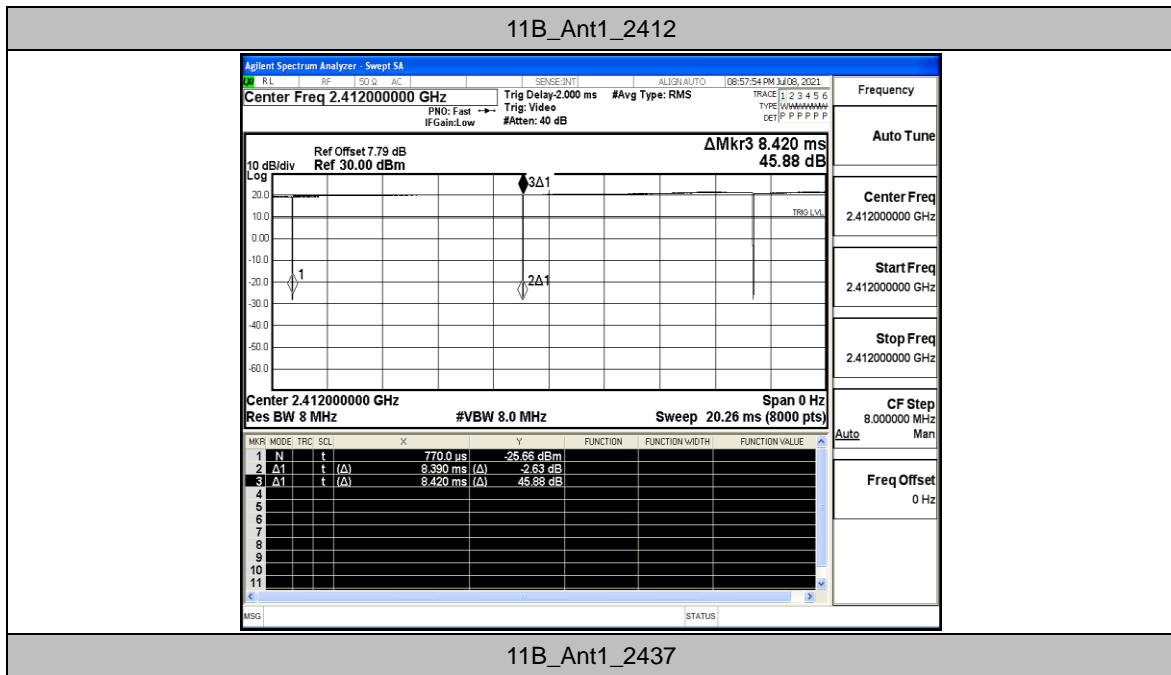 11B_Ant1_2412
Agilent Spectrum Analyzer - Swept SA
RL RF 50 Ω AC SENSE:INT ALIGNAUTO 08:57:54 PM Jul 08, 2021
Center Freq 2.412000000 GHz
PNO: Fast
IFGain:Low
Trig Delay-2.000 ms
Trig: Video
#Atten: 40 dB
#Avg Type: RMS
TRACE 1 2 3 4 5 6
TYPE
DET P P P P P P
Ref Offset 7.79 dB
10 dB/div Ref 30.00 dBm
Log
ΔMkr3 8.420 ms
45.88 dB
3Δ1
20.0
10.0
TRIG LVL
0.00
-10.0
-20.0
1
2Δ1
-30.0
-40.0
-50.0
-60.0
Center 2.412000000 GHz Span 0 Hz
Res BW 8 MHz #VBW 8.0 MHz Sweep 20.26 ms (8000 pts)
MKR MODE TRC SCL X Y FUNCTION FUNCTION WIDTH FUNCTION VALUE
1 N t 770.0 µs -25.66 dBm
2 Δ1 t (Δ) 8.390 ms (Δ) -2.63 dB
3 Δ1 t (Δ) 8.420 ms (Δ) 45.88 dB
4
5
6
7
8
9
10
11
MSG STATUS
Frequency
Auto Tune
Center Freq
2.412000000 GHz
Start Freq
2.412000000 GHz
Stop Freq
2.412000000 GHz
CF Step
8.000000 MHz
Auto Man
Freq Offset
0 Hz
11B_Ant1_2437